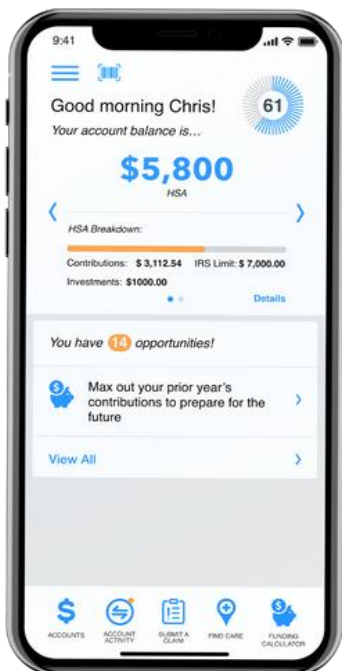 9:41
61
Good morning Chris!
Your account balance is...
$5,800
HSA
HSA Breakdown:
Contributions: $ 3,112.54 IRS Limit: $ 7,000.00
Investments: $1000.00
Details
You have 14 opportunities!
Max out your prior year's
contributions to prepare for the
future
View All
ACCOUNTS
ACCOUNT
ACTIVITY
SUBMIT A
CLAIM
FIND CARE
FUNDING
CALCULATOR